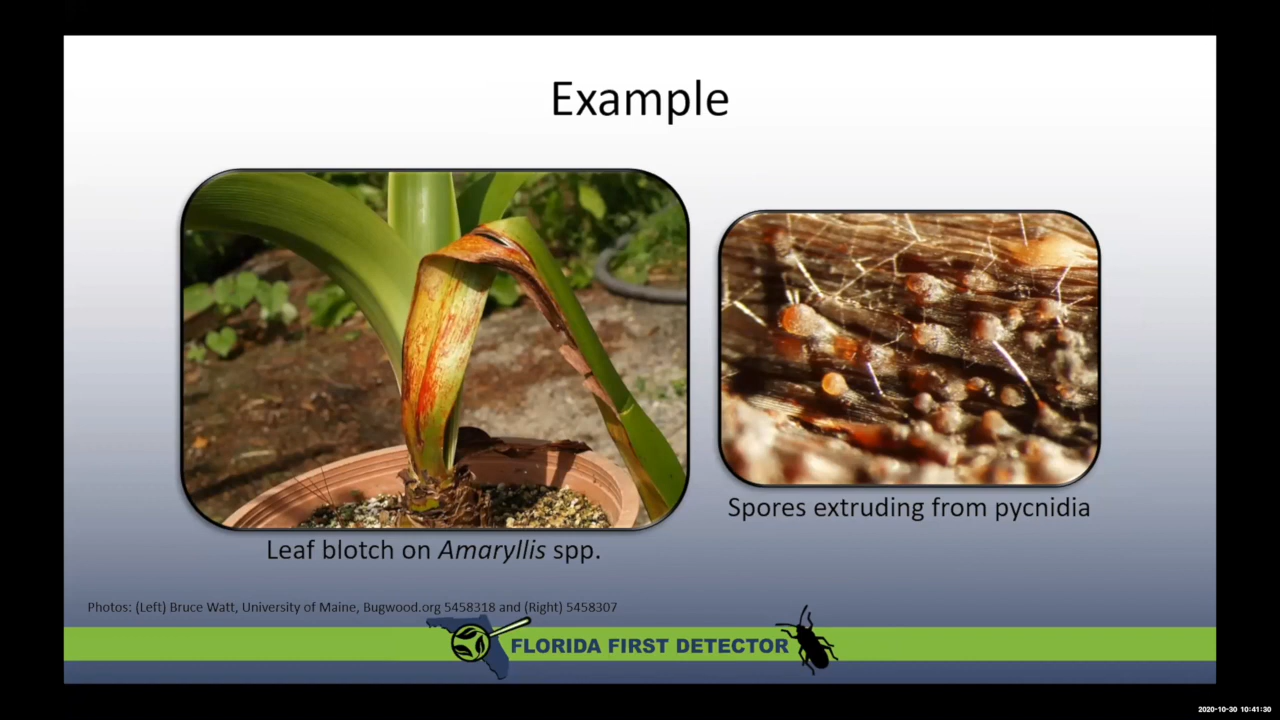 Example
Leaf blotch on Amaryllis spp.
Spores extruding from pycnidia
Photos: (Left) Bruce Watt, University of Maine, Bugwood.org 5458318 and (Right) 5458307
FLORIDA FIRST DETECTOR
2020-10-30 10:41:30